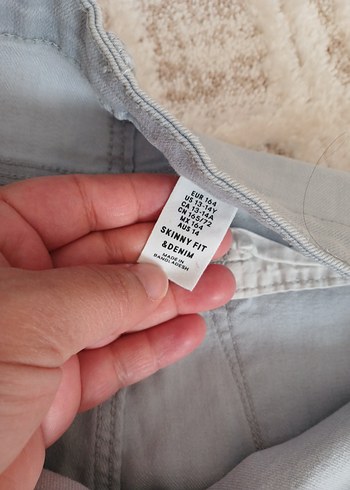 EUR 164
US 13-14Y
CA 13-14A
CN 165/72
MX 164
AUS 14
SKINNY FIT
&DENIM
MADE IN
BANGLADESH